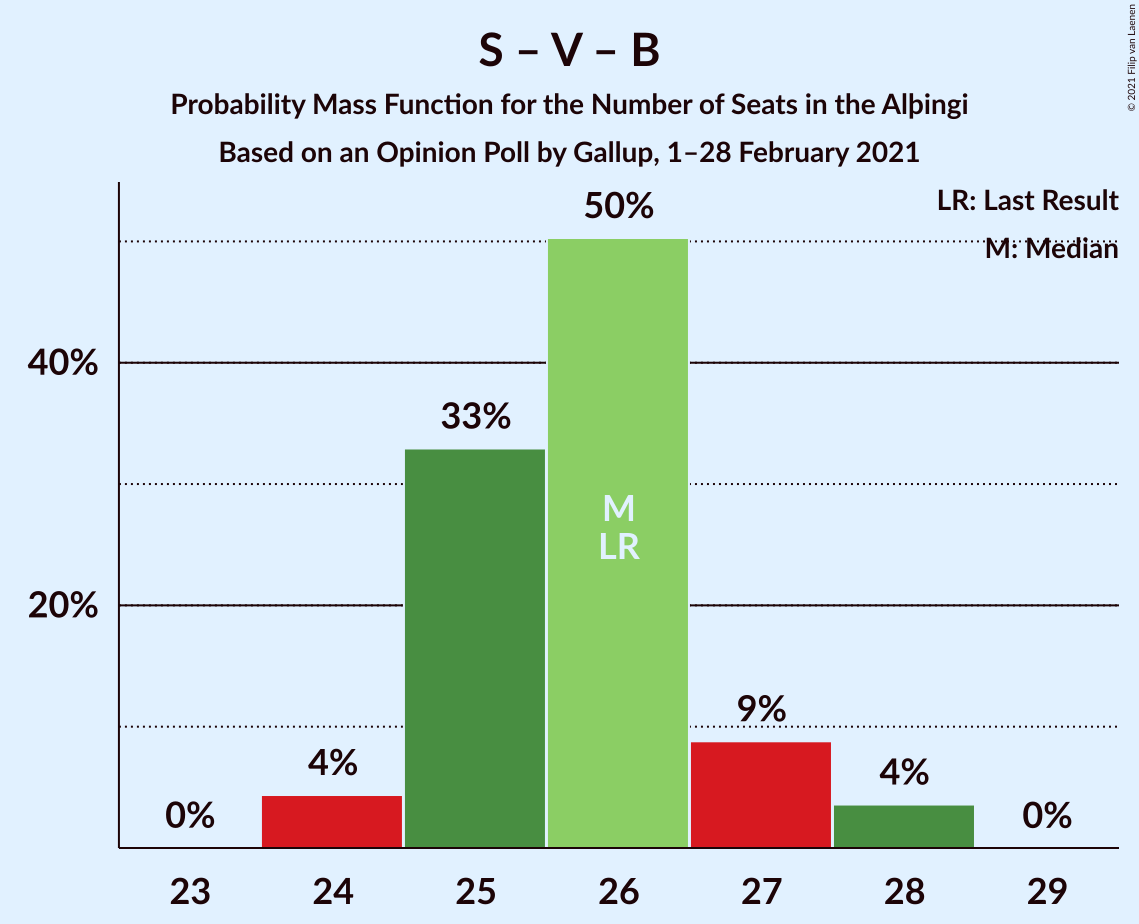 S – V – B
Probability Mass Function for the Number of Seats in the Alþingi
Based on an Opinion Poll by Gallup, 1–28 February 2021
© 2021 Filip van Laenen
LR: Last Result
M: Median
50%
40%
33%
M
LR
20%
9%
4%
4%
0%
0%
23
24
25
26
27
28
29